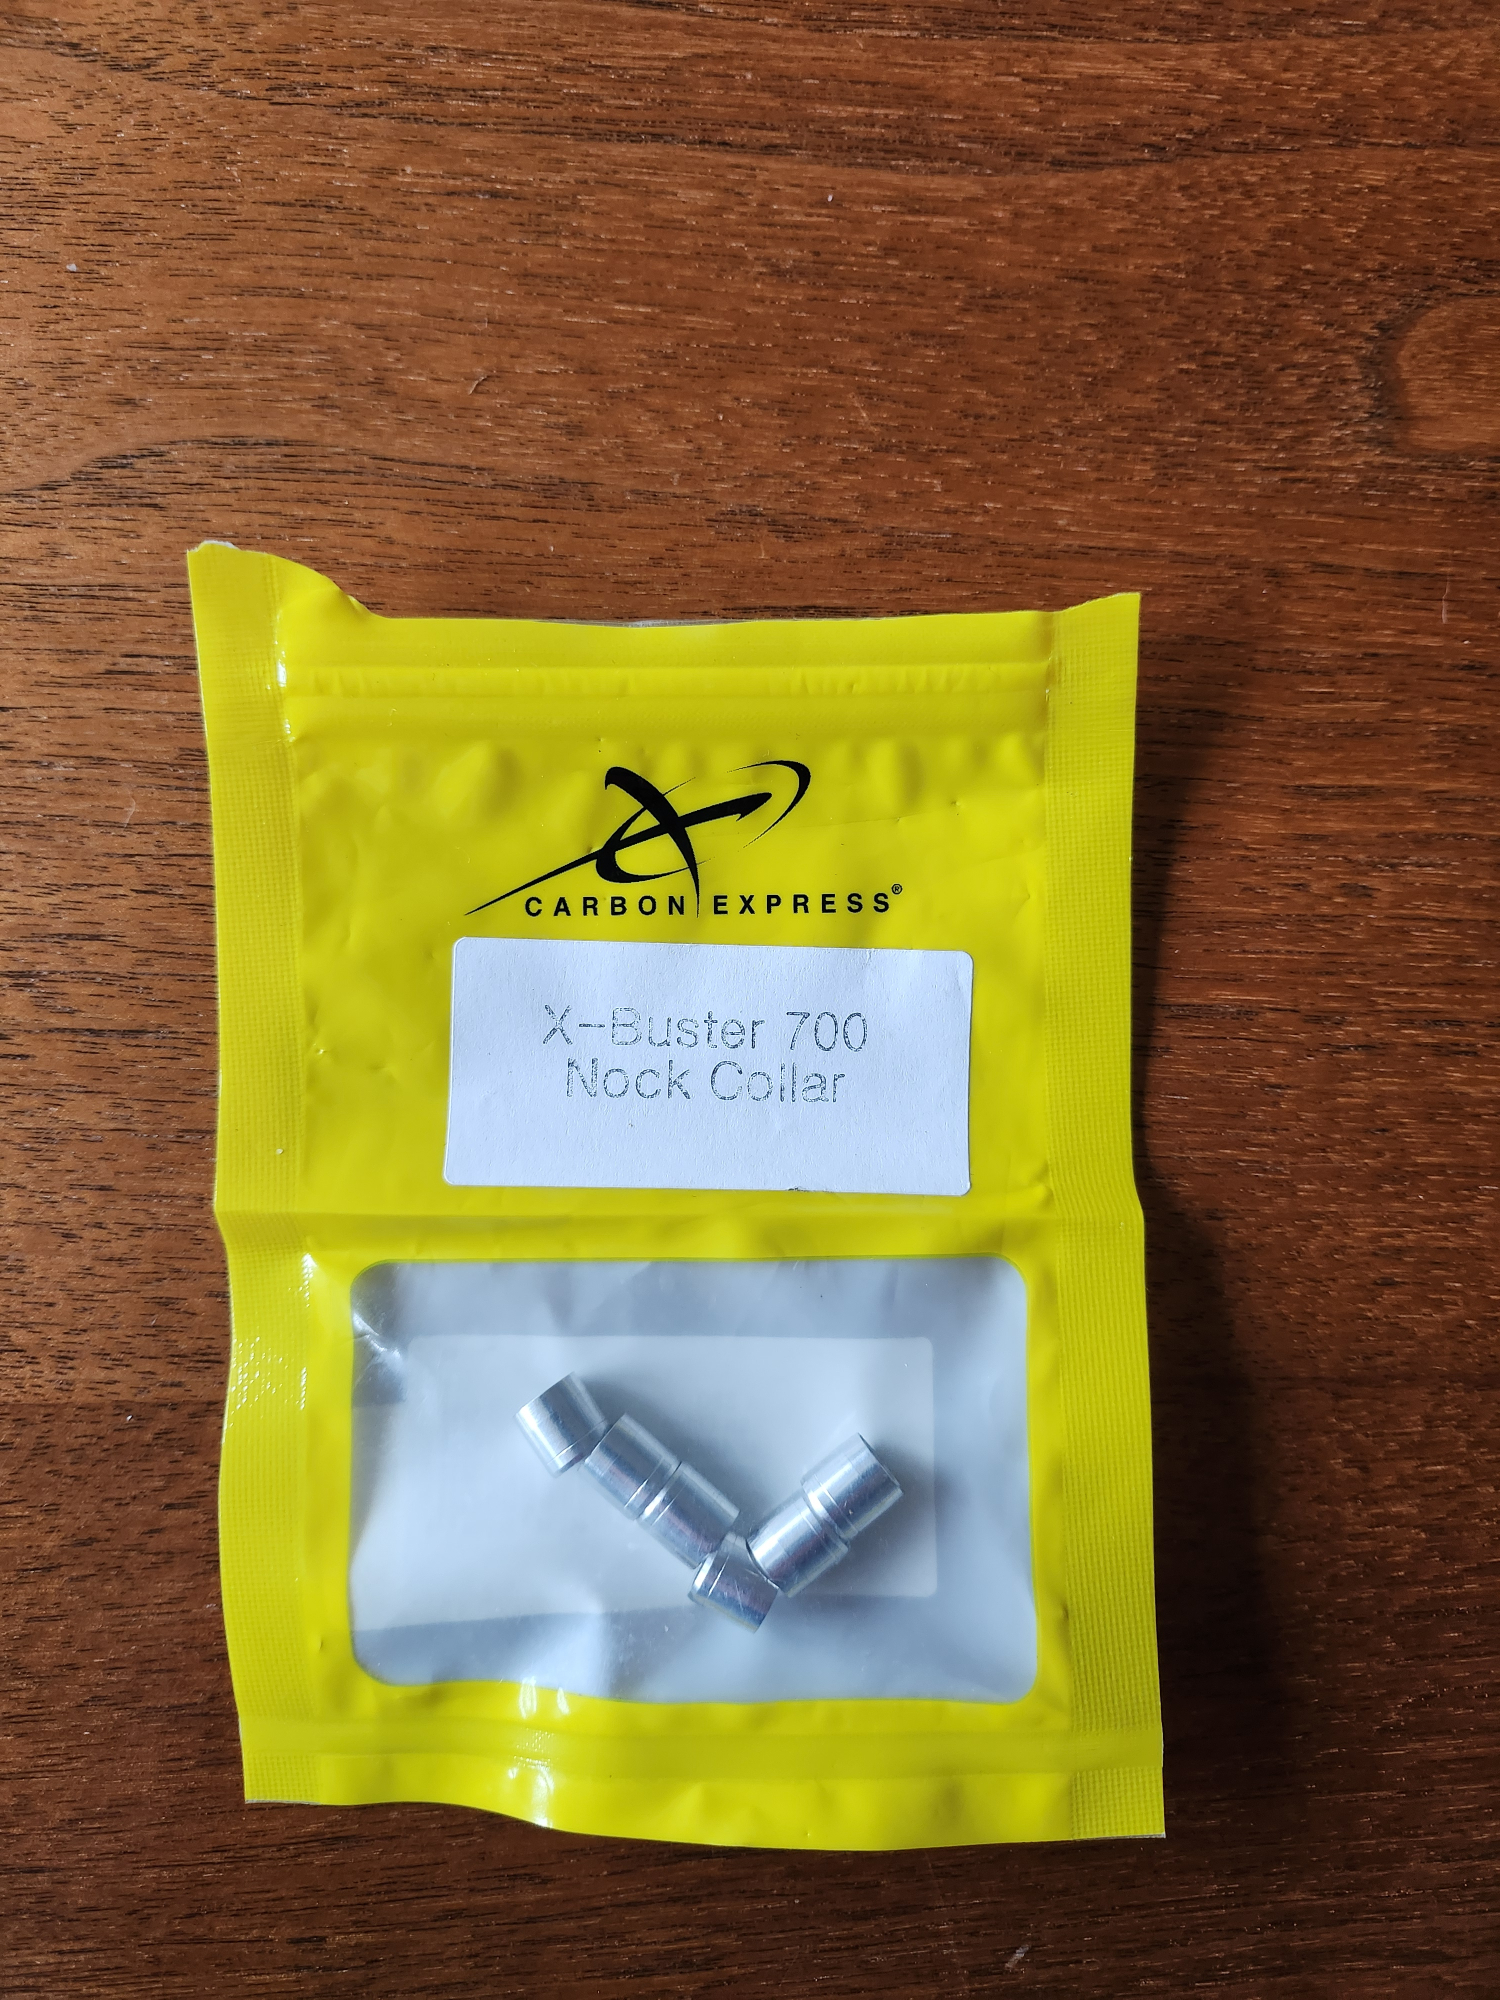 CARBON EXPRESS®
X-Buster 700
Nock Collar